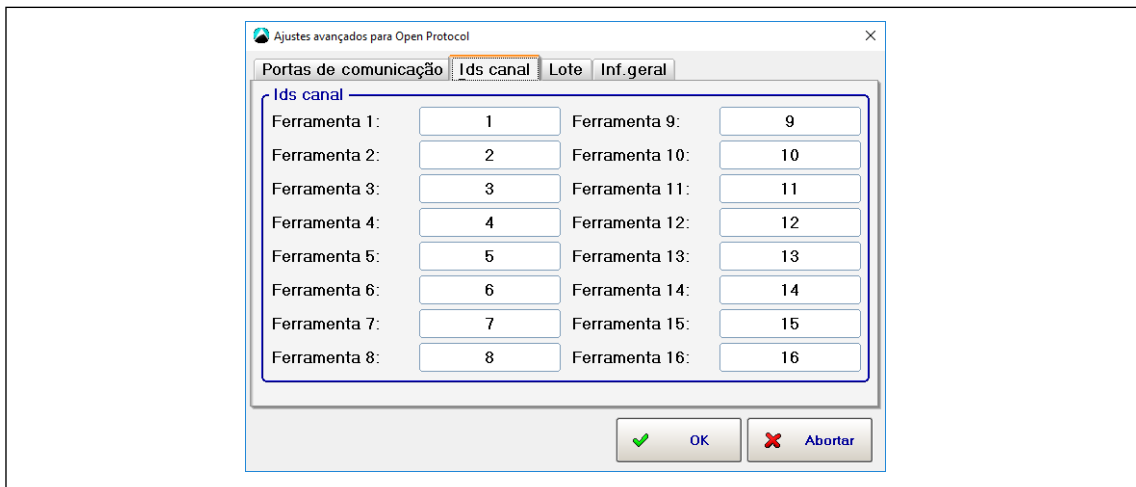 Ajustes avançados para Open Protocol
Portas de comunicação Ids canal Lote Inf.geral
Ids canal
Ferramenta 1: 1 Ferramenta 9: 9
Ferramenta 2: 2 Ferramenta 10: 10
Ferramenta 3: 3 Ferramenta 11: 11
Ferramenta 4: 4 Ferramenta 12: 12
Ferramenta 5: 5 Ferramenta 13: 13
Ferramenta 6: 6 Ferramenta 14: 14
Ferramenta 7: 7 Ferramenta 15: 15
Ferramenta 8: 8 Ferramenta 16: 16
OK Abortar